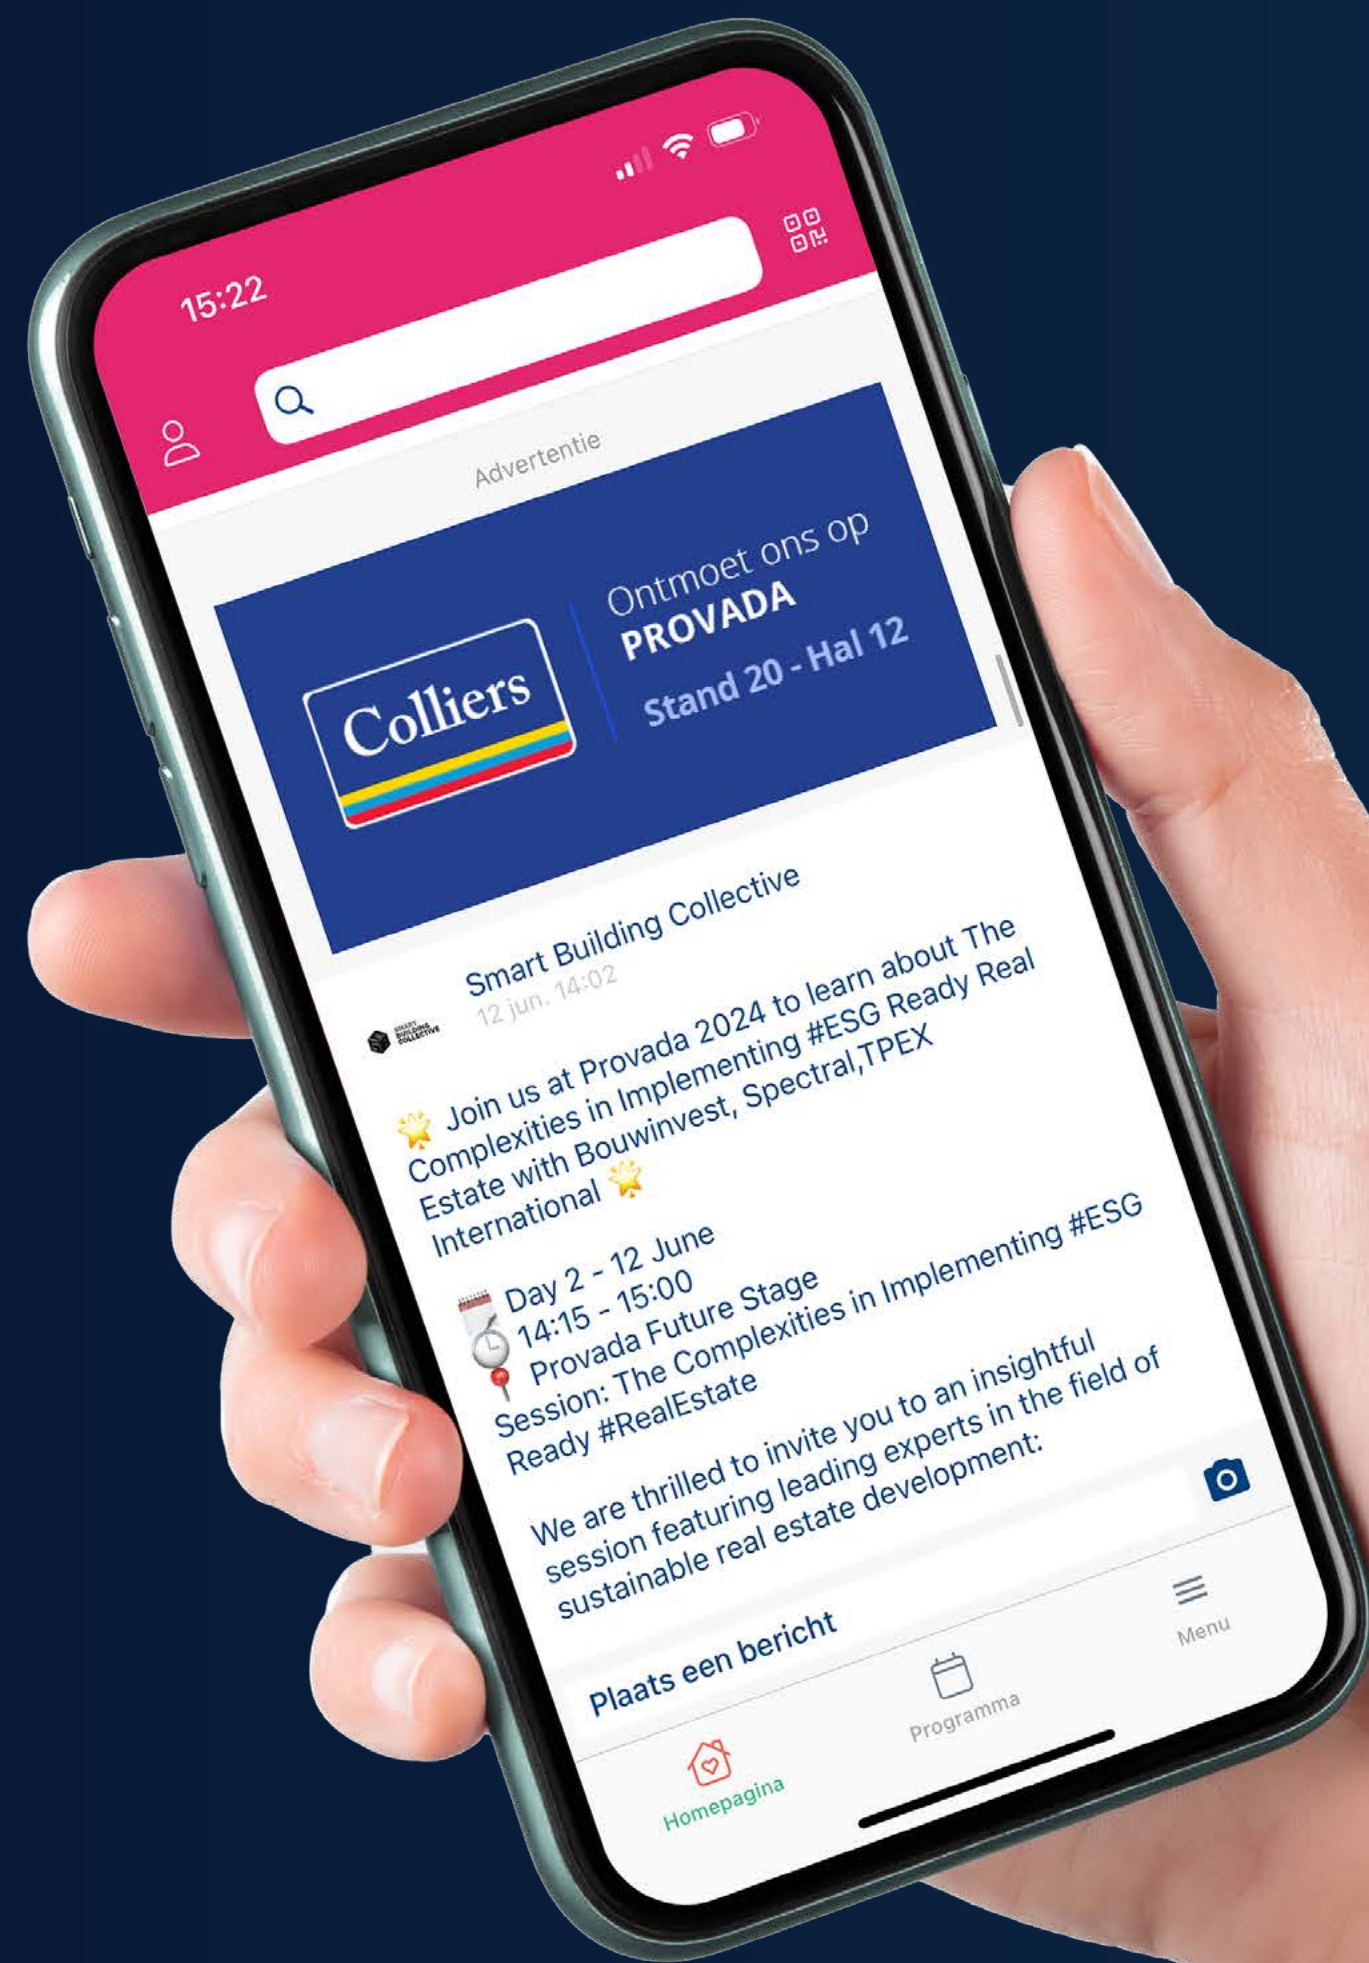 15:22
Advertentie
Colliers
Ontmoet ons op
PROVADA
Stand 20 - Hal 12
SMART
BUILDING
COLLECTIVE
Smart Building Collective
12 jun. 14:02
🌟 Join us at Provada 2024 to learn about The
Complexities in Implementing #ESG Ready Real
Estate with Bouwinvest, Spectral,TPEX
International 🌟
🗓 Day 2 - 12 June
🕒 14:15 - 15:00
📍 Provada Future Stage
Session: The Complexities in Implementing #ESG
Ready #RealEstate
We are thrilled to invite you to an insightful
session featuring leading experts in the field of
sustainable real estate development:
Plaats een bericht
Homepagina
Programma
Menu